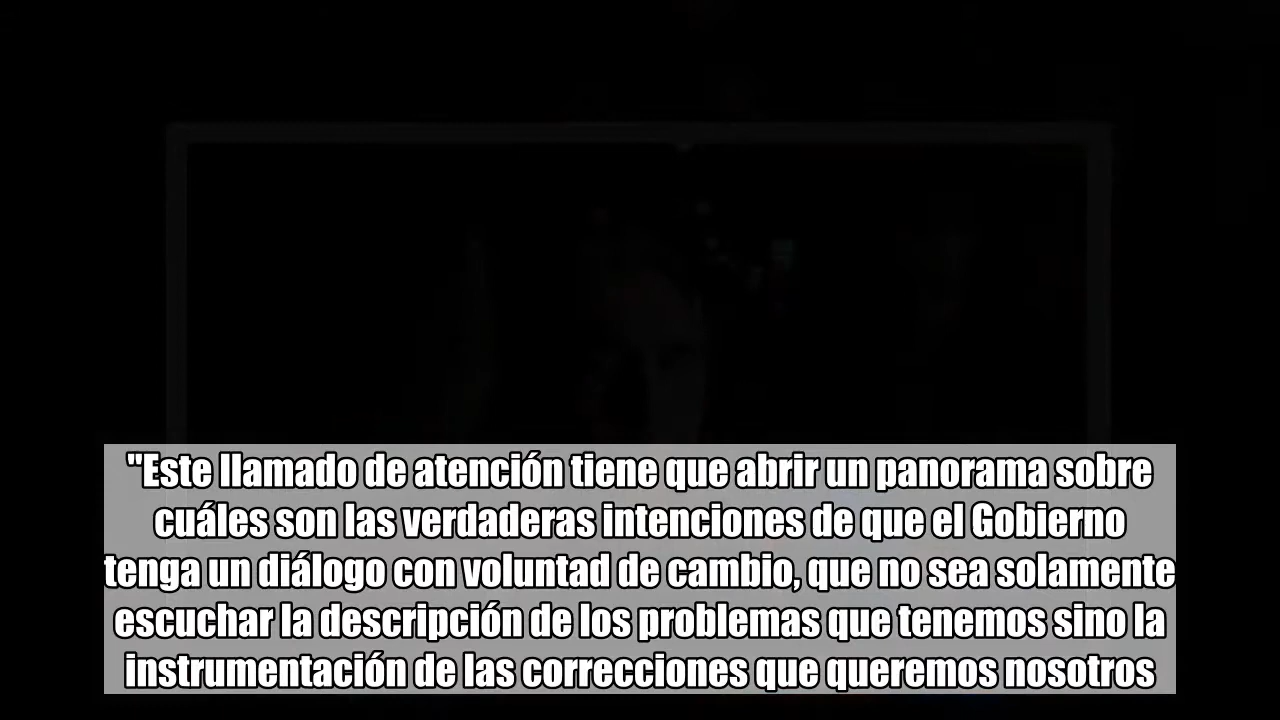 "Este llamado de atención tiene que abrir un panorama sobre
cuáles son las verdaderas intenciones de que el Gobierno
tenga un diálogo con voluntad de cambio, que no sea solamente
escuchar la descripción de los problemas que tenemos sino la
instrumentación de las correcciones que queremos nosotros